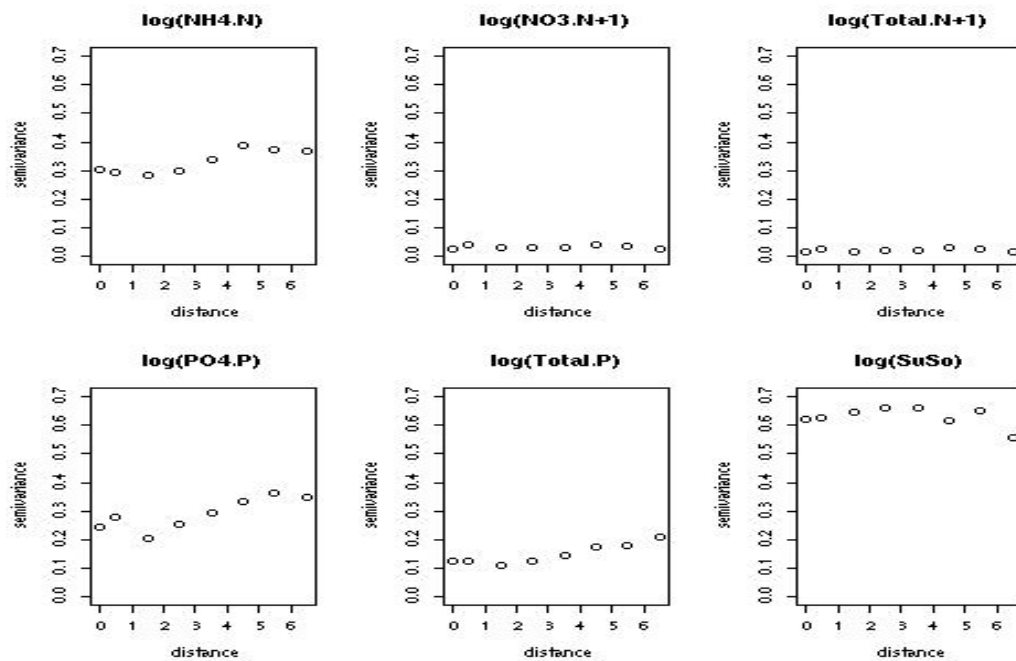 log(NH4.N)
semivariance
0.0 0.1 0.2 0.3 0.4 0.5 0.6 0.7
0 1 2 3 4 5 6
distance
log(NO3.N+1)
semivariance
0.0 0.1 0.2 0.3 0.4 0.5 0.6 0.7
0 1 2 3 4 5 6
distance
log(Total.N+1)
semivariance
0.0 0.1 0.2 0.3 0.4 0.5 0.6 0.7
0 1 2 3 4 5 6
distance
log(PO4.P)
semivariance
0.0 0.1 0.2 0.3 0.4 0.5 0.6 0.7
0 1 2 3 4 5 6
distance
log(Total.P)
semivariance
0.0 0.1 0.2 0.3 0.4 0.5 0.6 0.7
0 1 2 3 4 5 6
distance
log(SuSo)
semivariance
0.0 0.1 0.2 0.3 0.4 0.5 0.6 0.7
0 1 2 3 4 5 6
distance